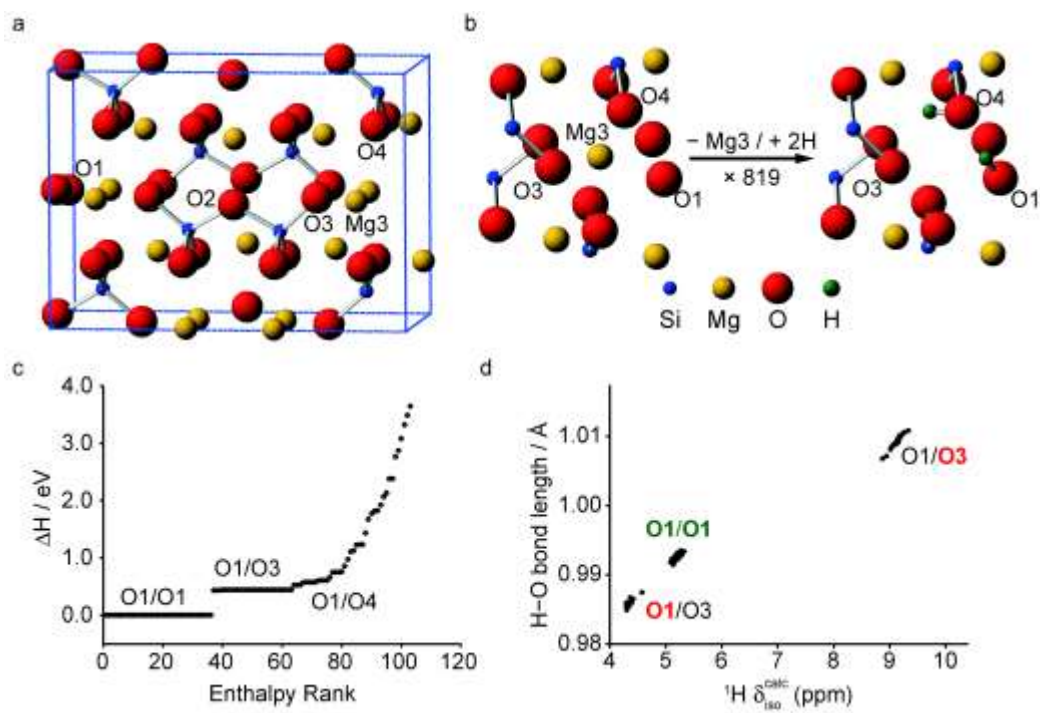 a
O1
O2
O3
Mg3
O4
b
O4
Mg3
O3
O1
− Mg3 / + 2H
× 819
O4
O3
O1
Si Mg O H
c
4.0
3.0
2.0
1.0
0.0
ΔH / eV
O1/O1
O1/O3
O1/O4
0 20 40 60 80 100 120
Enthalpy Rank
d
1.01
1.00
0.99
0.98
H−O bond length / Å
O1/O3
O1/O1
O1/O3
4 5 6 7 8 9 10
¹H δ calc iso (ppm)